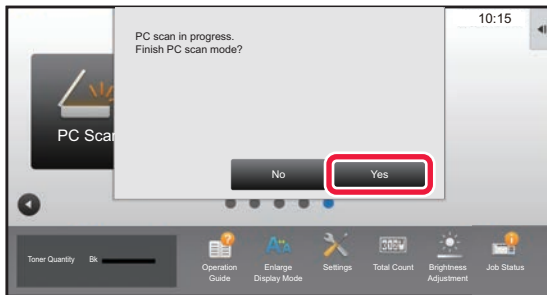 10:15
PC scan in progress.
Finish PC scan mode?
PC Scan
No
Yes
Toner Quantity Bk
Operation
Guide
Enlarge
Display Mode
Settings
Total Count
Brightness
Adjustment
Job Status